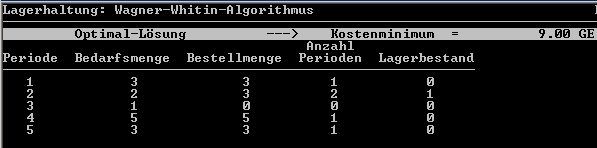 Lagerhaltung: Wagner-Whitin-Algorithmus
Optimal-Lösung ---> Kostenminimum = 9.00 GE
Anzahl
Periode Bedarfsmenge Bestellmenge Perioden Lagerbestand
1 3 3 1 0
2 2 3 2 1
3 1 0 0 0
4 5 5 1 0
5 3 3 1 0